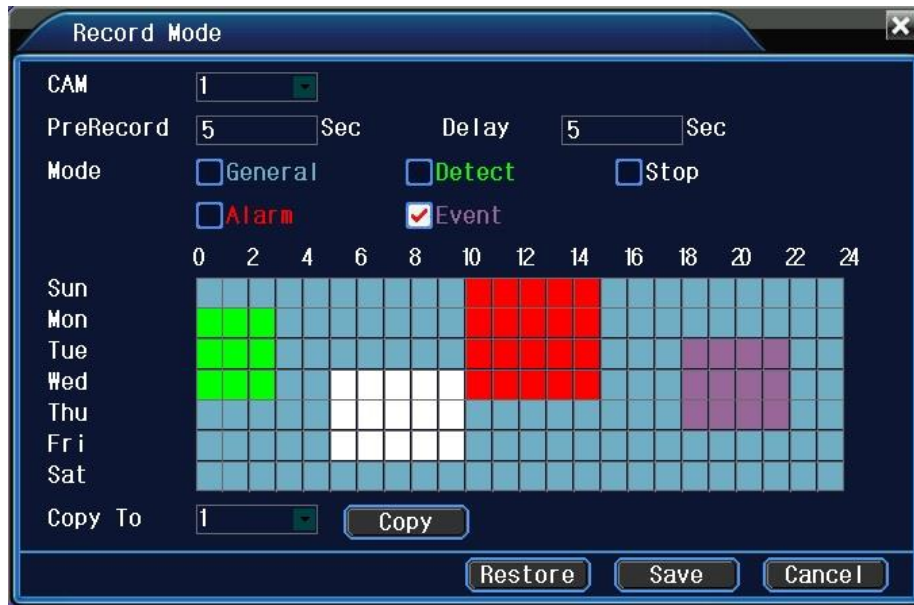 Record Mode
CAM 1
PreRecord 5 Sec Delay 5 Sec
Mode General Detect Stop
Alarm Event
0 2 4 6 8 10 12 14 16 18 20 22 24
Sun
Mon
Tue
Wed
Thu
Fri
Sat
Copy To 1 Copy
Restore Save Cancel